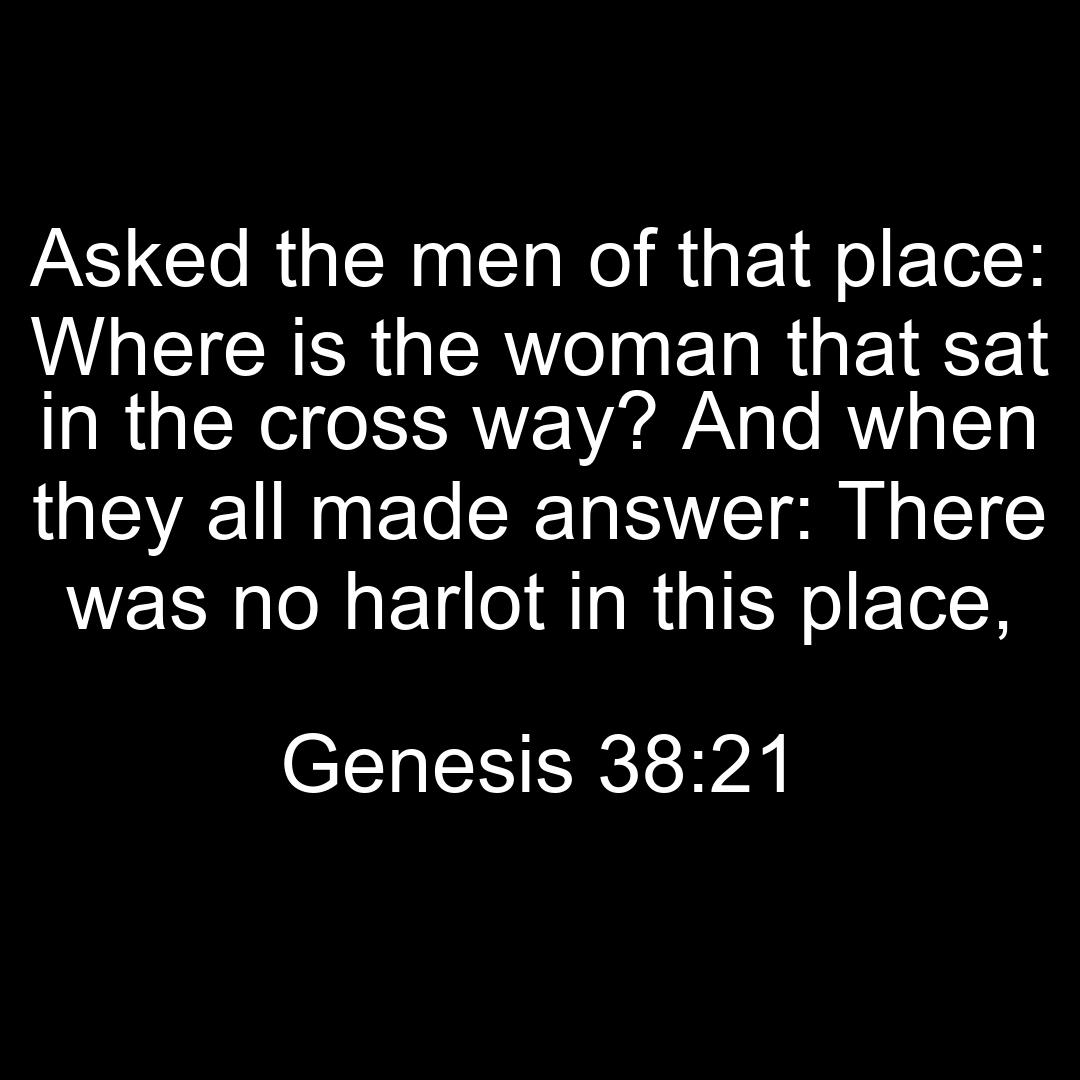 Asked the men of that place:
Where is the woman that sat
in the cross way? And when
they all made answer: There
was no harlot in this place,
Genesis 38:21